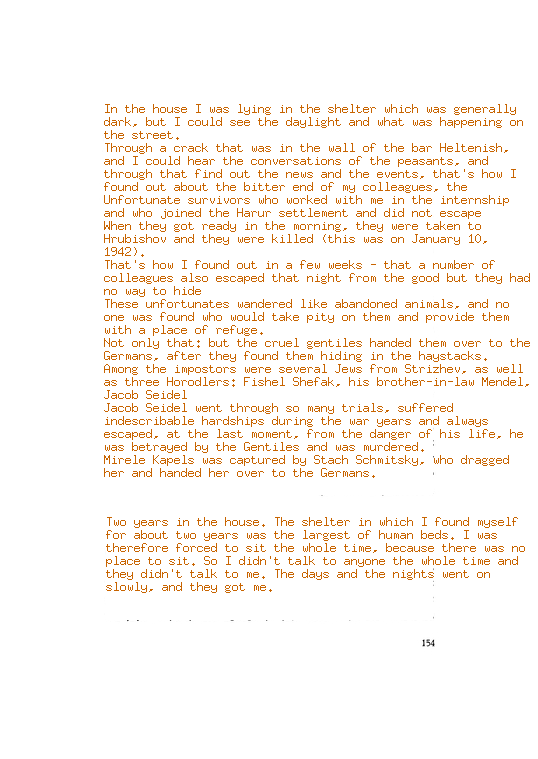 In the house I was lying in the shelter which was generally
dark, but I could see the daylight and what was happening on
the street.
Through a crack that was in the wall of the bar Heltenish,
and I could hear the conversations of the peasants, and
through that find out the news and the events, that's how I
found out about the bitter end of my colleagues, the
Unfortunate survivors who worked with me in the internship
and who joined the Harur settlement and did not escape
When they got ready in the morning, they were taken to
Hrubishov and they were killed (this was on January 10,
1942).
That's how I found out in a few weeks - that a number of
colleagues also escaped that night from the good but they had
no way to hide
These unfortunates wandered like abandoned animals, and no
one was found who would take pity on them and provide them
with a place of refuge.
Not only that: but the cruel gentiles handed them over to the
Germans, after they found them hiding in the haystacks.
Among the impostors were several Jews from Strizhev, as well
as three Horodlers: Fishel Shefak, his brother-in-law Mendel,
Jacob Seidel
Jacob Seidel went through so many trials, suffered
indescribable hardships during the war years and always
escaped, at the last moment, from the danger of his life, he
was betrayed by the Gentiles and was murdered.
Mirele Kapels was captured by Stach Schmitsky, who dragged
her and handed her over to the Germans.
Two years in the house. The shelter in which I found myself
for about two years was the largest of human beds. I was
therefore forced to sit the whole time, because there was no
place to sit. So I didn't talk to anyone the whole time and
they didn't talk to me. The days and the nights went on
slowly, and they got me.
154